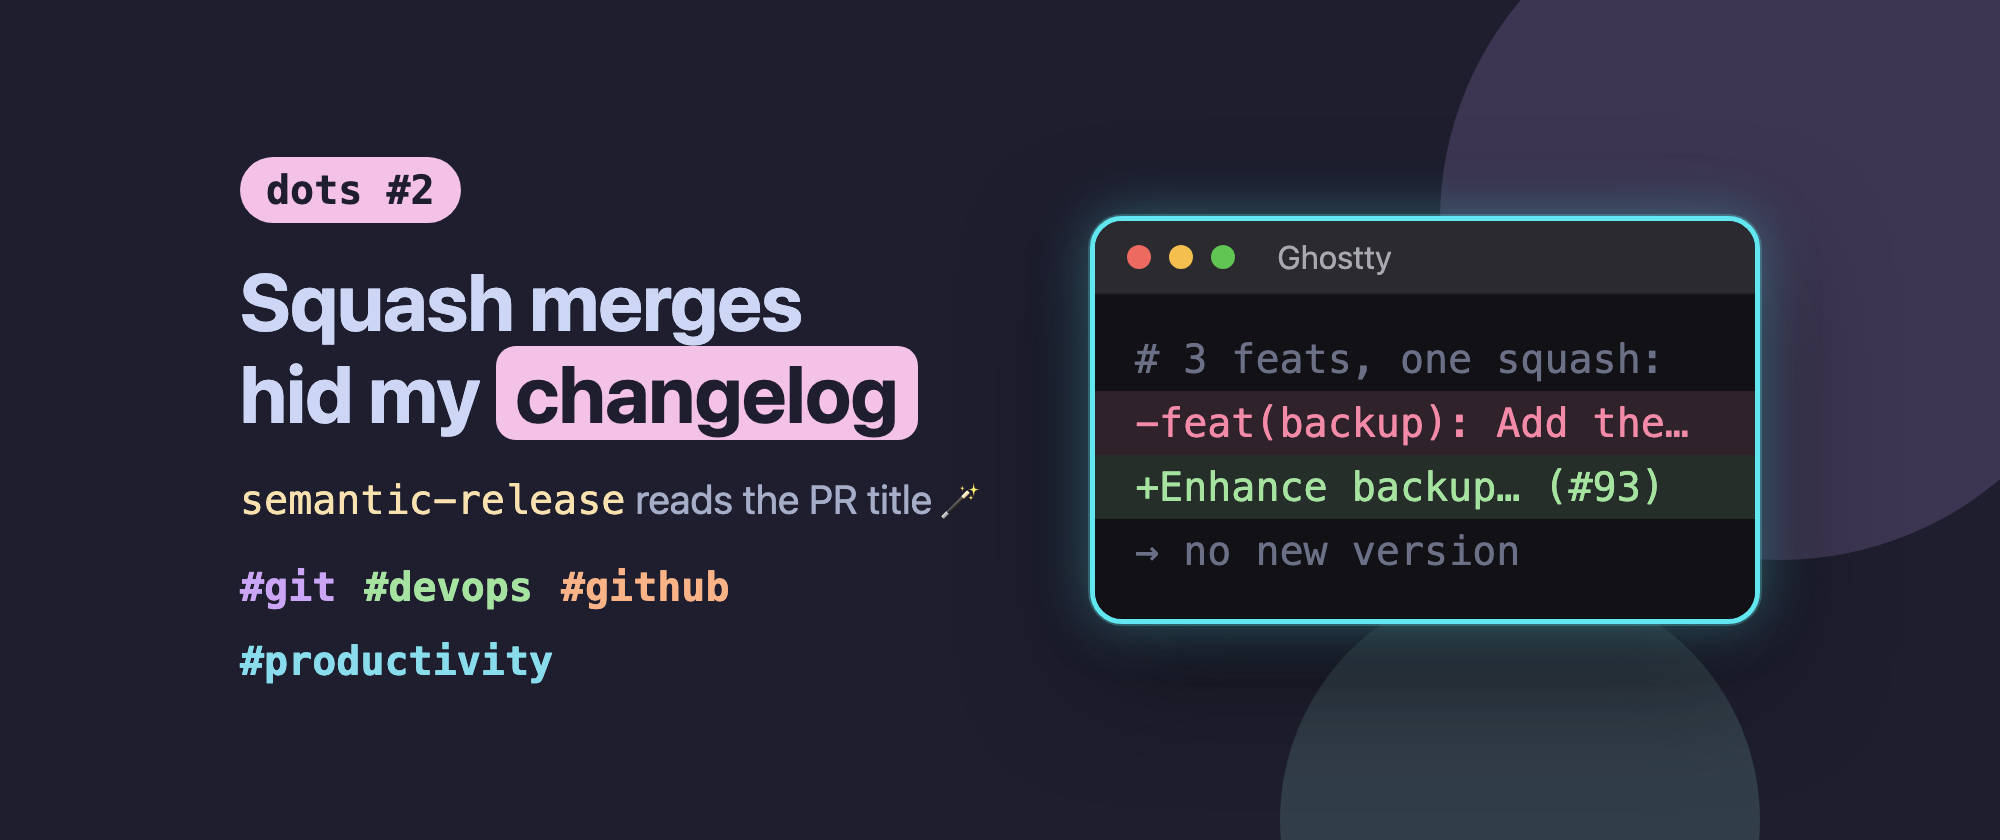 dots #2
Squash merges
hid my changelog
semantic-release reads the PR title 🪄
#git #devops #github
#productivity
Ghostty
# 3 feats, one squash:
−feat(backup): Add the…
+Enhance backup… (#93)
→ no new version